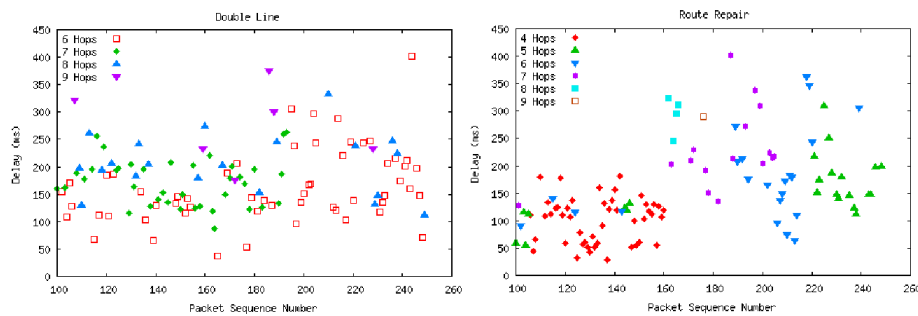 Double Line
450
400
350
300
250
200
150
100
50
0
Delay (ms)
6 Hops
7 Hops
8 Hops
9 Hops
100 120 140 160 180 200 220 240 260
Packet Sequence Number
Route Repair
450
400
350
300
250
200
150
100
50
0
Delay (ms)
4 Hops
5 Hops
6 Hops
7 Hops
8 Hops
9 Hops
100 120 140 160 180 200 220 240 260
Packet Sequence Number